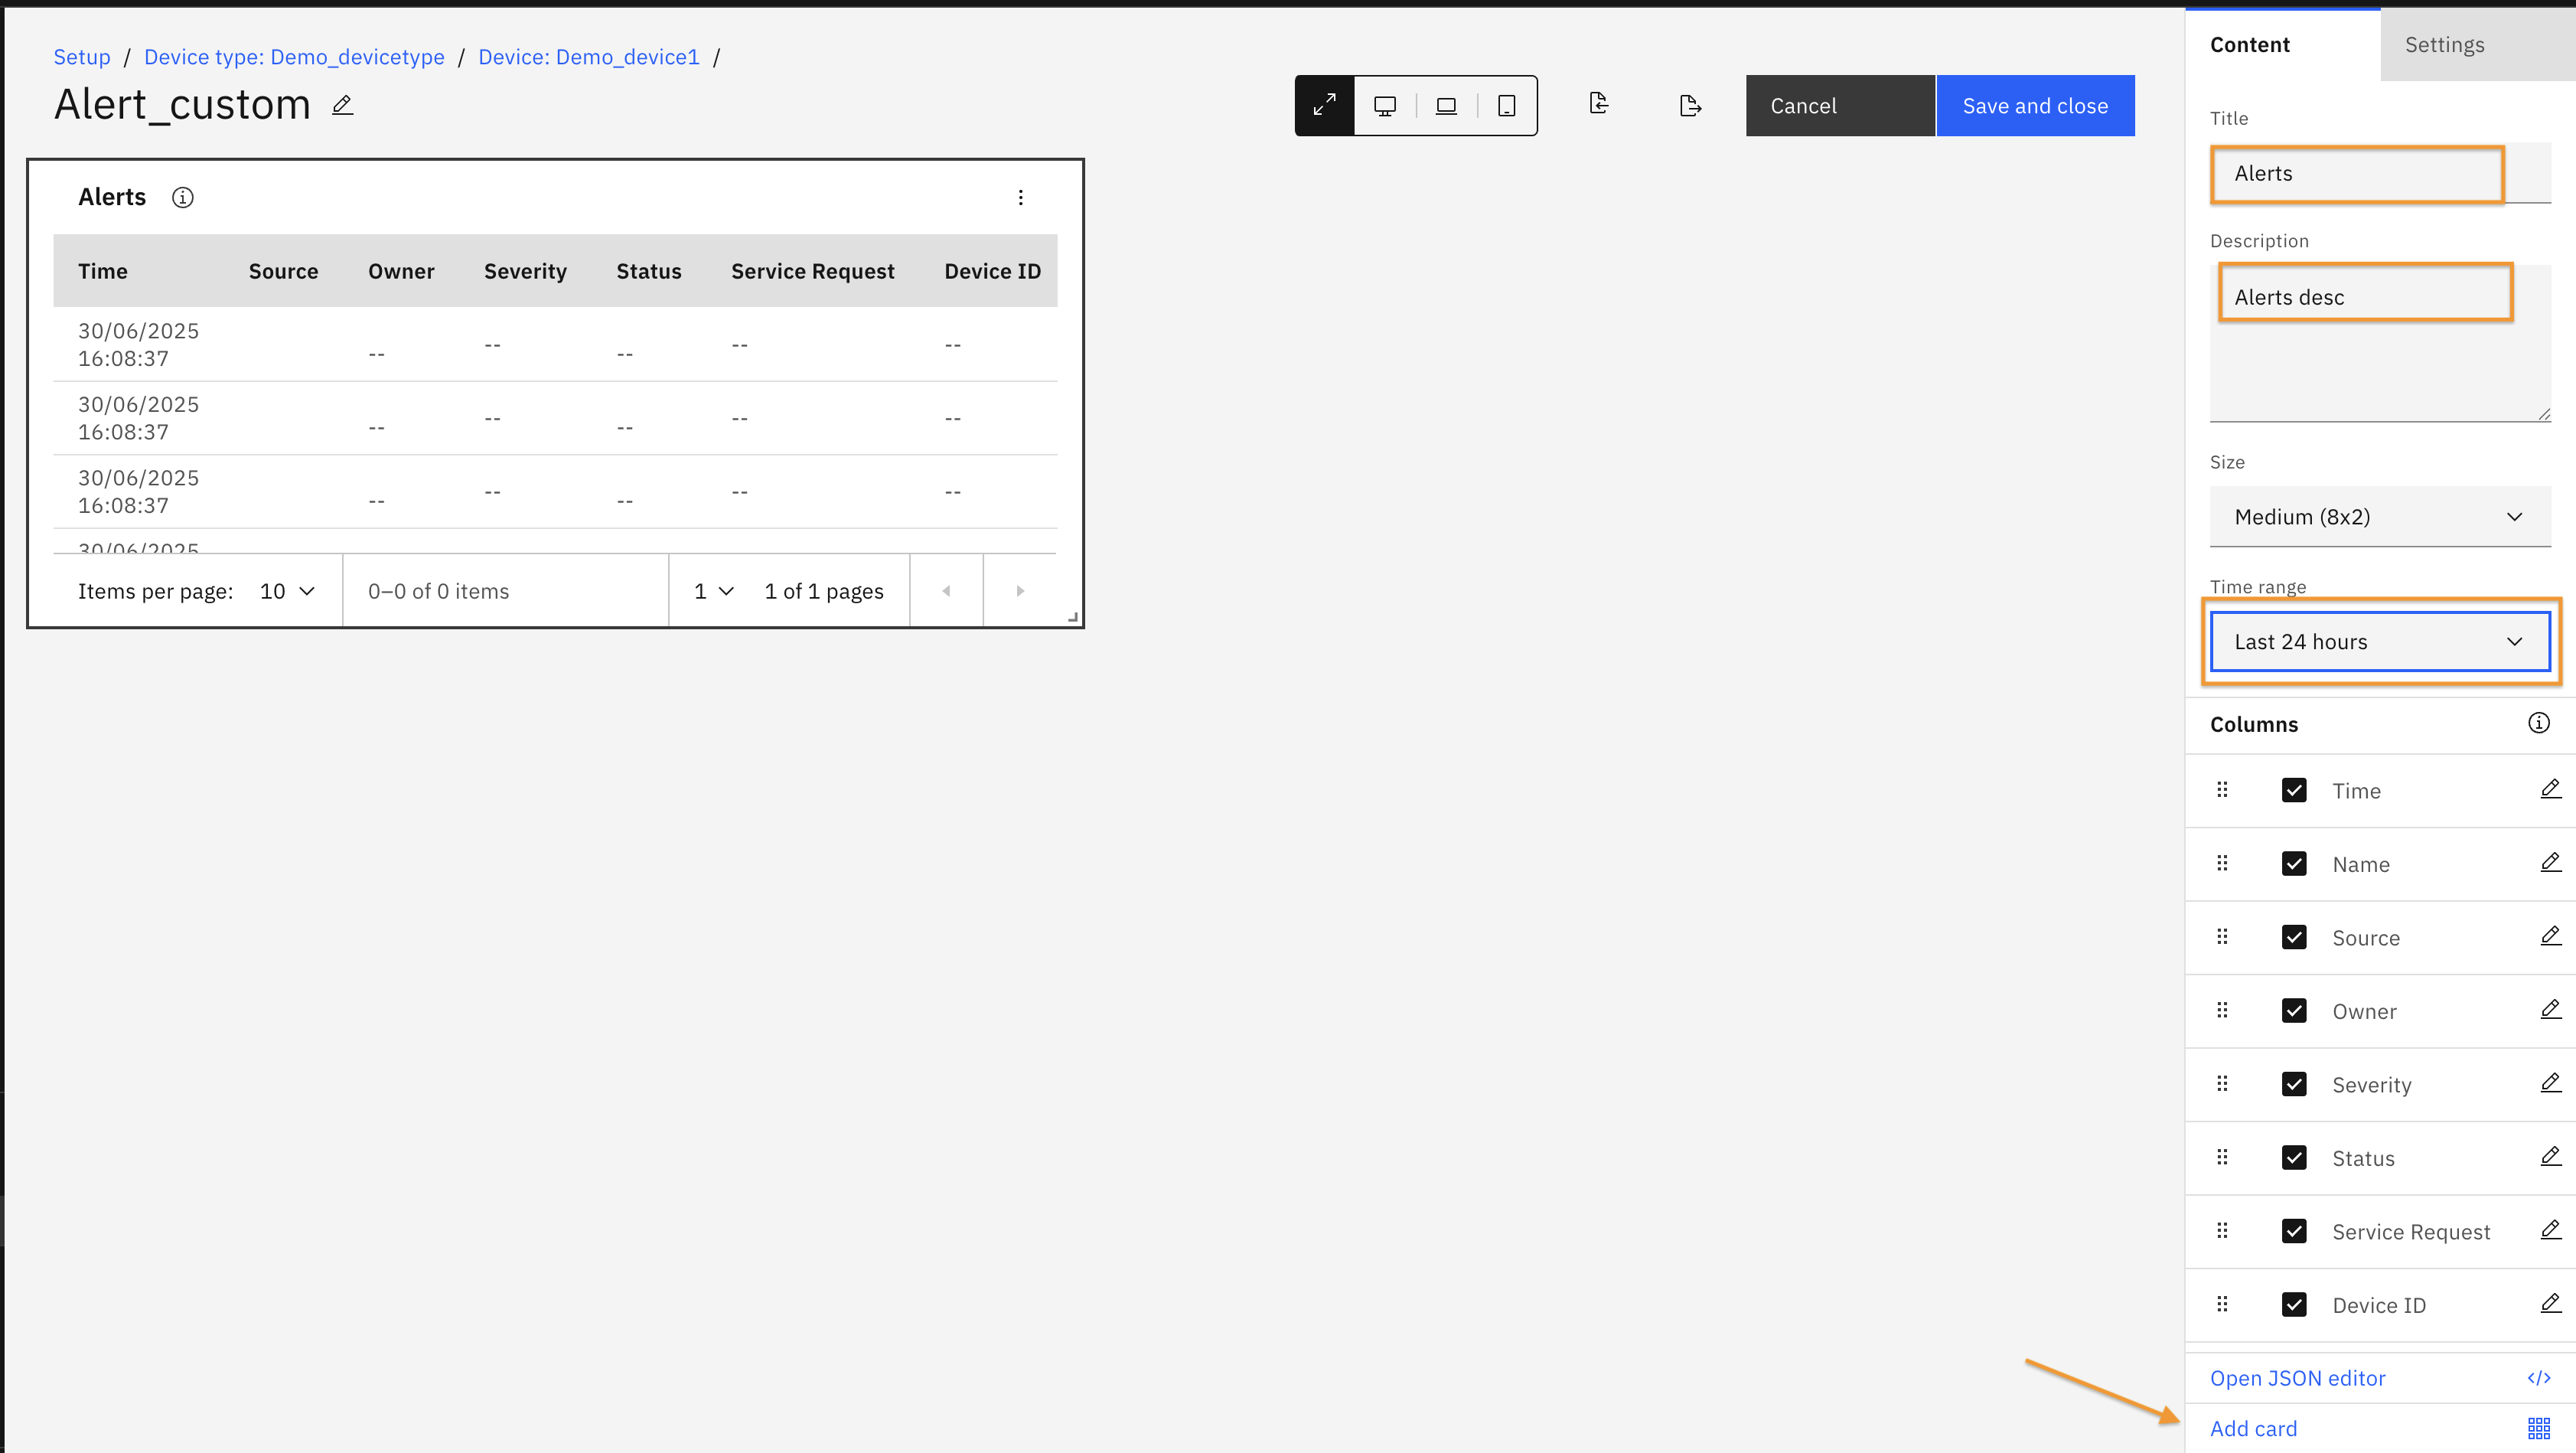 Setup / Device type: Demo_devicetype / Device: Demo_device1 /
Alert_custom
Cancel
Save and close
Alerts
Time Source Owner Severity Status Service Request Device ID
30/06/2025
16:08:37
-- -- -- -- --
30/06/2025
16:08:37
-- -- -- -- --
30/06/2025
16:08:37
-- -- -- -- --
30/06/2025
Items per page: 10 0–0 of 0 items 1 1 of 1 pages
Content
Settings
Title
Alerts
Description
Alerts desc
Size
Medium (8x2)
Time range
Last 24 hours
Columns
Time
Name
Source
Owner
Severity
Status
Service Request
Device ID
Open JSON editor
Add card